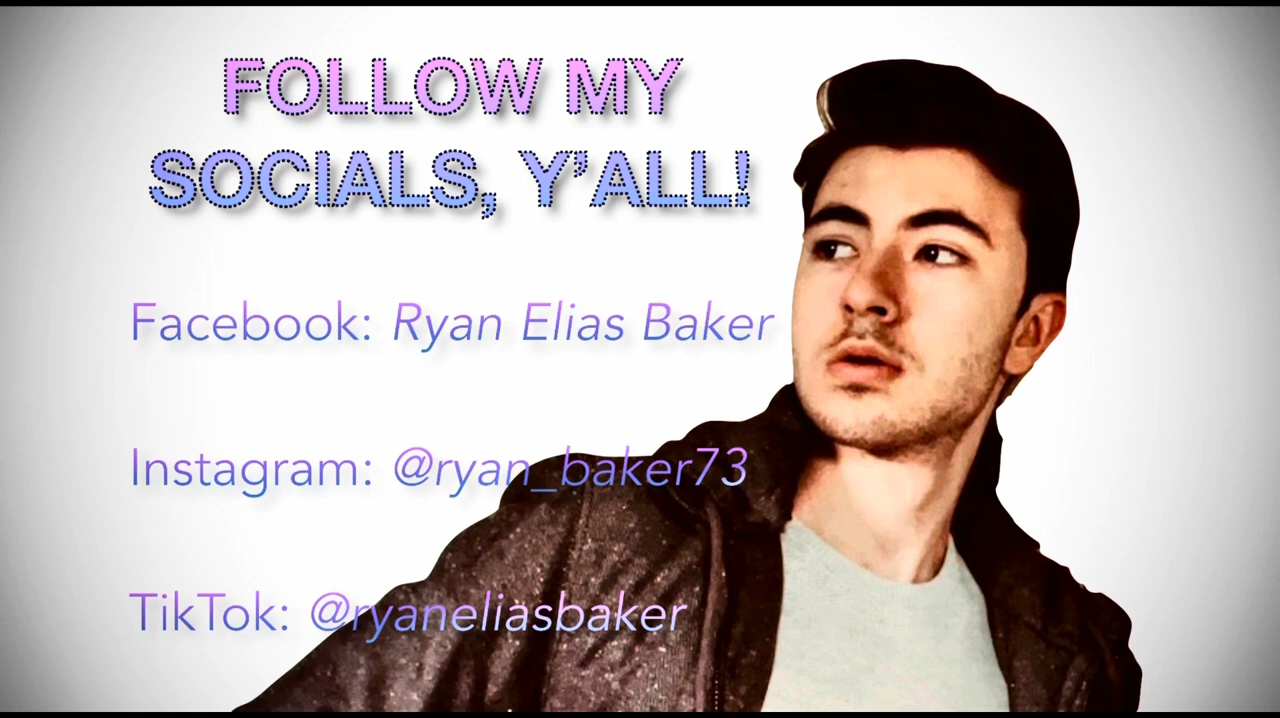 FOLLOW MY
SOCIALS, Y’ALL!
Facebook: Ryan Elias Baker
Instagram: @ryan_baker73
TikTok: @ryaneliasbaker